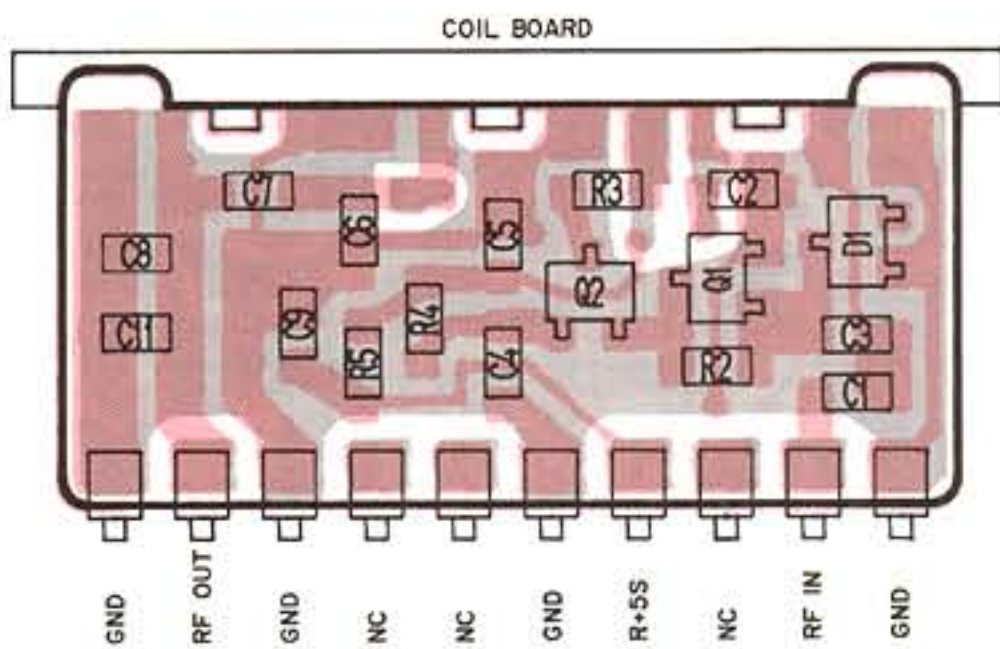 COIL BOARD
C7
R3
C2
C6
C5
D1
C8
Q1
Q2
C9
R4
C11
C3
R5
C4
R2
C1
GND
RF OUT
GND
NC
NC
GND
R+5S
NC
RF IN
GND